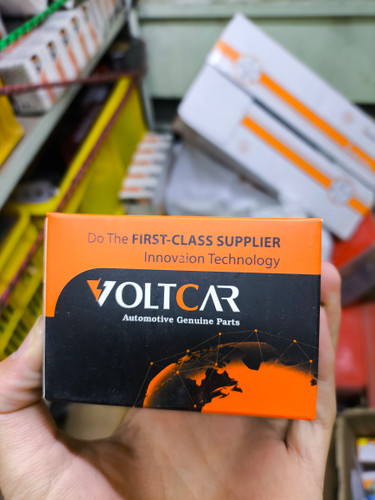 Do The FIRST-CLASS SUPPLIER
Innovaion Technology
VOLTCAR
Automotive Genuine Parts